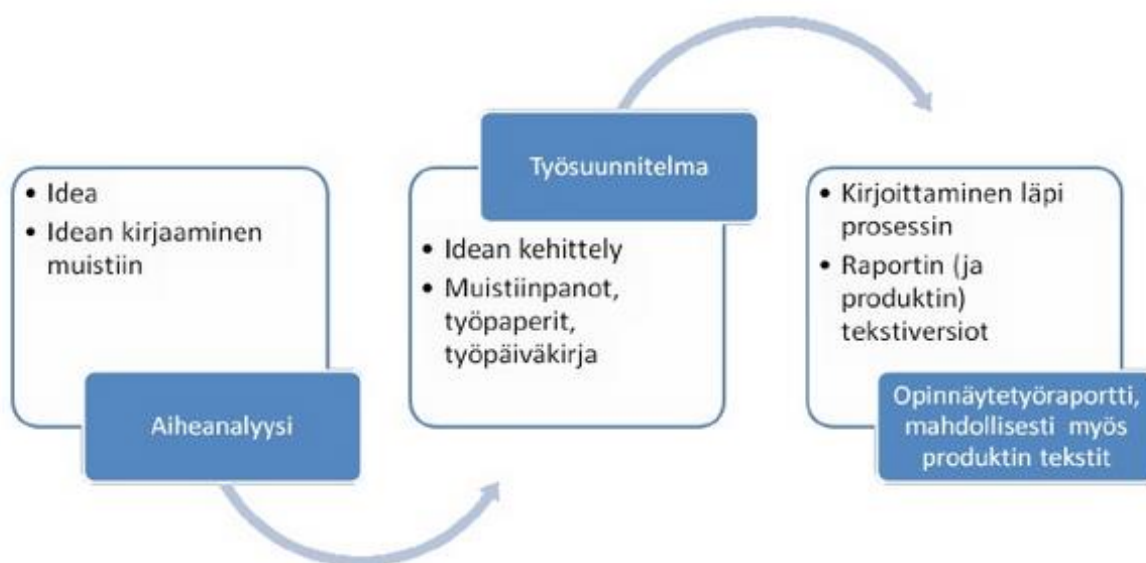 • Idea
• Idean kirjaaminen
muistiin
Aiheanalyysi
Työsuunnitelma
• Idean kehittely
• Muistiinpanot,
työpaperit,
työpäiväkirja
• Kirjoittaminen läpi
prosessin
• Raportin (ja
produktin)
tekstiversiot
Opinnäytetyöraportti,
mahdollisesti myös
produktin tekstit